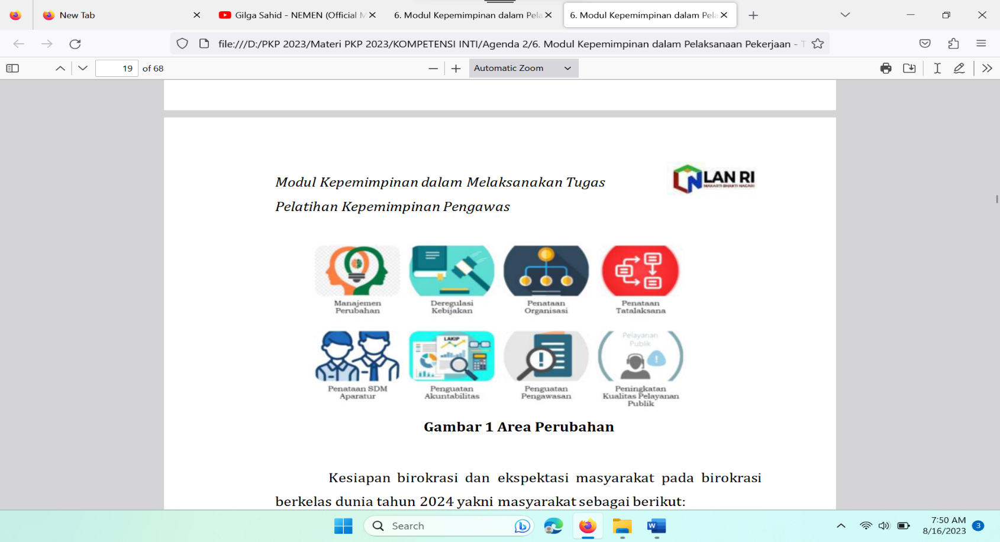 New Tab
Gilga Sahid - NEMEN (Official M
6. Modul Kepemimpinan dalam Pela
6. Modul Kepemimpinan dalam Pela
file:///D:/PKP 2023/Materi PKP 2023/KOMPETENSI INTI/Agenda 2/6. Modul Kepemimpinan dalam Pelaksanaan Pekerjaan - T
19 of 68
Automatic Zoom
Modul Kepemimpinan dalam Melaksanakan Tugas
Pelatihan Kepemimpinan Pengawas
LAN RI
MAKARTI BHAKTI NAGARI
Manajemen
Perubahan
Deregulasi
Kebijakan
Penataan
Organisasi
Penataan
Tatalaksana
LAKIP
Pelayanan
Publik
Penataan SDM
Aparatur
Penguatan
Akuntabilitas
Penguatan
Pengawasan
Peningkatan
Kualitas Pelayanan
Publik
Gambar 1 Area Perubahan
Kesiapan birokrasi dan ekspektasi masyarakat pada birokrasi
berkelas dunia tahun 2024 yakni masyarakat sebagai berikut:
Search
7:50 AM
8/16/2023
3